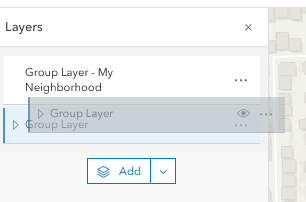 Layers
Group Layer - My
Neighborhood
Group Layer
Group Layer
Add